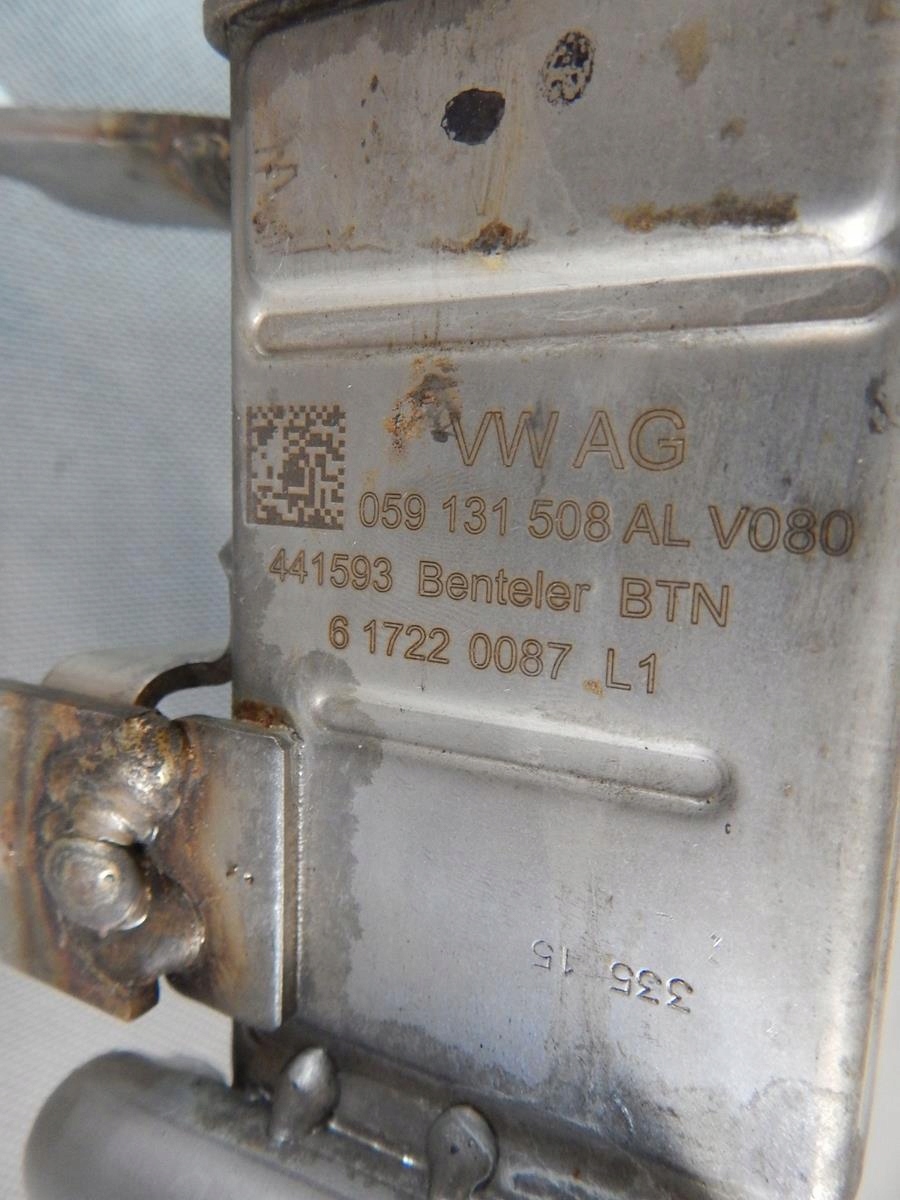 VW AG
059 131 508 AL V080
441593 Benteler BTN
6 1722 0087 L1
335 15